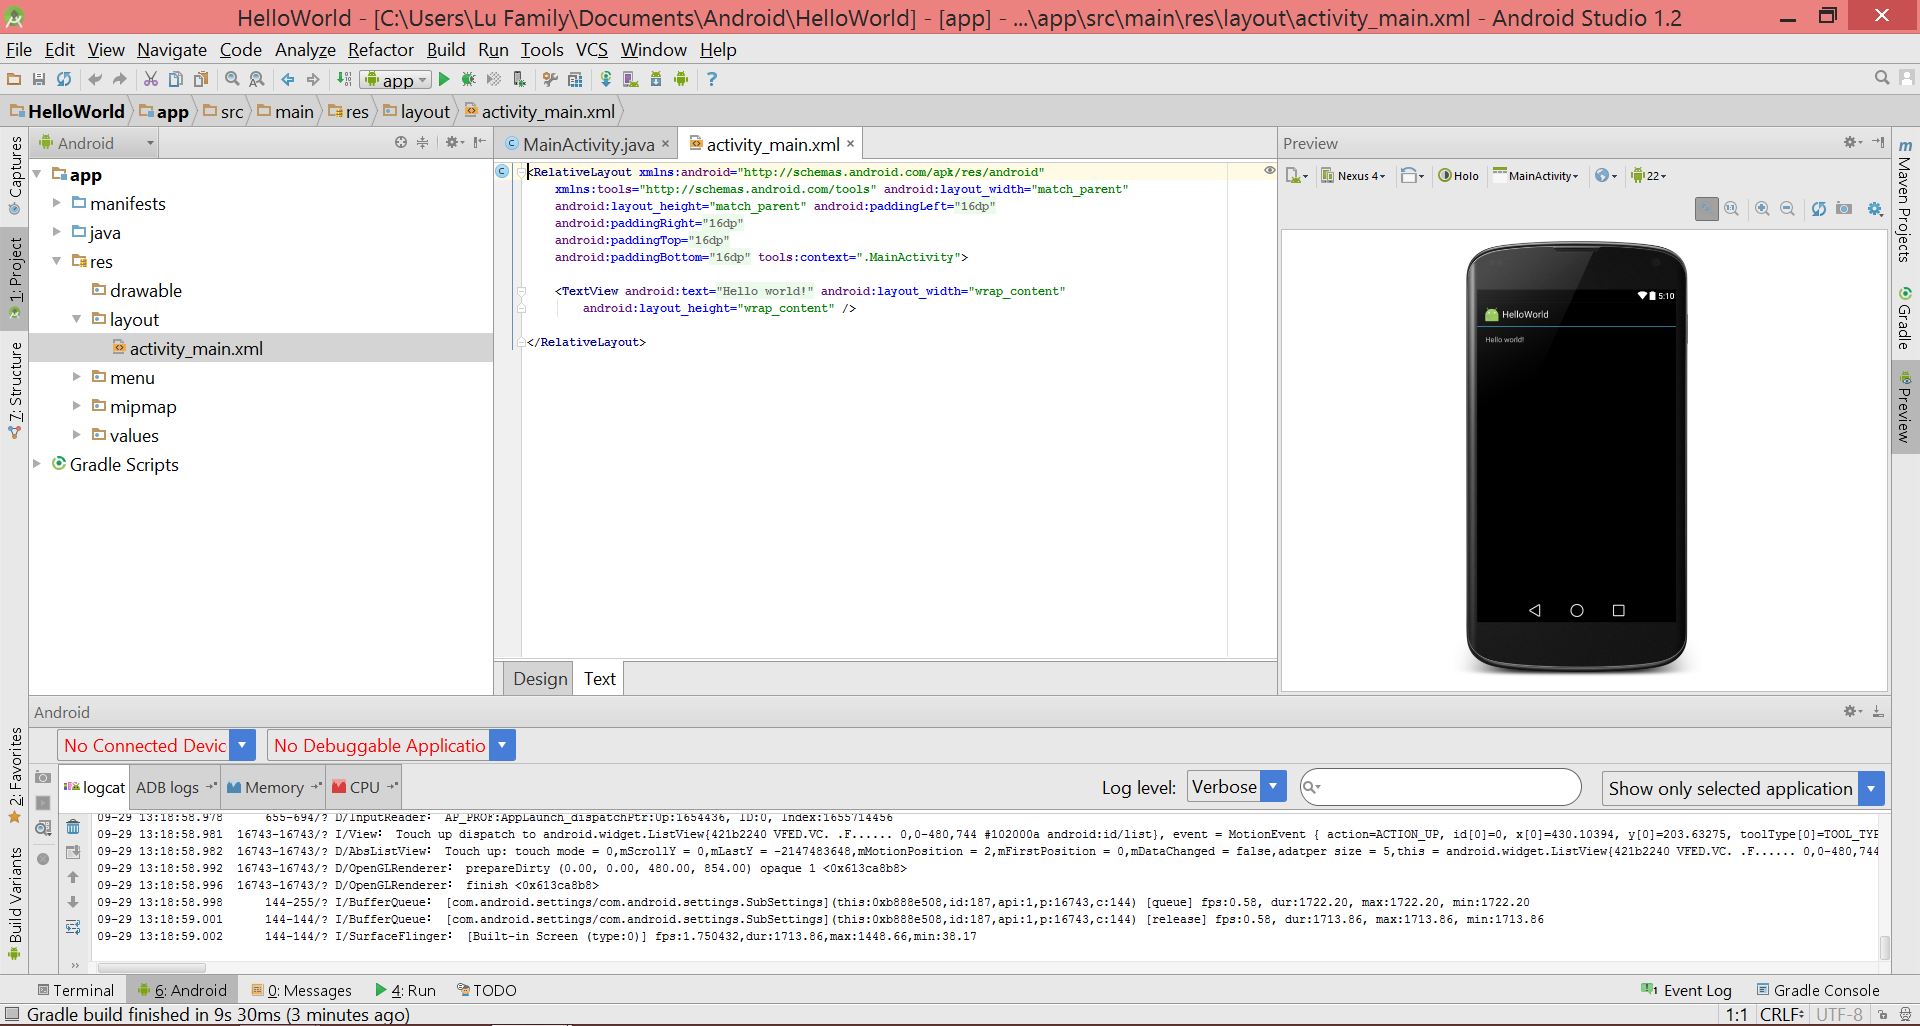 HelloWorld - [C:\Users\Lu Family\Documents\Android\HelloWorld] - [app] - ...\app\src\main\res\layout\activity_main.xml - Android Studio 1.2
File Edit View Navigate Code Analyze Refactor Build Run Tools VCS Window Help
app
HelloWorld app src main res layout activity_main.xml
Captures
1: Project
7: Structure
2: Favorites
Build Variants
Android
app
manifests
java
res
drawable
layout
activity_main.xml
menu
mipmap
values
Gradle Scripts
MainActivity.java activity_main.xml
<RelativeLayout xmlns:android="http://schemas.android.com/apk/res/android"
xmlns:tools="http://schemas.android.com/tools" android:layout_width="match_parent"
android:layout_height="match_parent" android:paddingLeft="16dp"
android:paddingRight="16dp"
android:paddingTop="16dp"
android:paddingBottom="16dp" tools:context=".MainActivity">
<TextView android:text="Hello world!" android:layout_width="wrap_content"
android:layout_height="wrap_content" />
</RelativeLayout>
Design Text
Preview
Nexus 4 Holo MainActivity 22
1:1
5:10
HelloWorld
Hello world!
m Maven Projects
Gradle
Preview
Android
No Connected Devic No Debuggable Applicatio
logcat ADB logs Memory CPU Log level: Verbose Show only selected application
09-29 13:18:58.978 655-694/? D/InputReader: AP_PROF:AppLaunch_dispatchPtr:Up:1654436, ID:0, Index:1655714456
09-29 13:18:58.981 16743-16743/? I/View: Touch up dispatch to android.widget.ListView{421b2240 VFED.VC. .F...... 0,0-480,744 #102000a android:id/list}, event = MotionEvent { action=ACTION_UP, id[0]=0, x[0]=430.10394, y[0]=203.63275, toolType[0]=TOOL_TYP
09-29 13:18:58.982 16743-16743/? D/AbsListView: Touch up: touch mode = 0,mScrollY = 0,mLastY = -2147483648,mMotionPosition = 2,mFirstPosition = 0,mDataChanged = false,adatper size = 5,this = android.widget.ListView{421b2240 VFED.VC. .F...... 0,0-480,744
09-29 13:18:58.992 16743-16743/? D/OpenGLRenderer: prepareDirty (0.00, 0.00, 480.00, 854.00) opaque 1 <0x613ca8b8>
09-29 13:18:58.996 16743-16743/? D/OpenGLRenderer: finish <0x613ca8b8>
09-29 13:18:58.998 144-255/? I/BufferQueue: [com.android.settings/com.android.settings.SubSettings](this:0xb888e508,id:187,api:1,p:16743,c:144) [queue] fps:0.58, dur:1722.20, max:1722.20, min:1722.20
09-29 13:18:59.001 144-144/? I/BufferQueue: [com.android.settings/com.android.settings.SubSettings](this:0xb888e508,id:187,api:1,p:16743,c:144) [release] fps:0.58, dur:1713.86, max:1713.86, min:1713.86
09-29 13:18:59.002 144-144/? I/SurfaceFlinger: [Built-in Screen (type:0)] fps:1.750432,dur:1713.86,max:1448.66,min:38.17
Terminal 6: Android 0: Messages 4: Run TODO 1 Event Log Gradle Console
Gradle build finished in 9s 30ms (3 minutes ago) 1:1 CRLF UTF-8